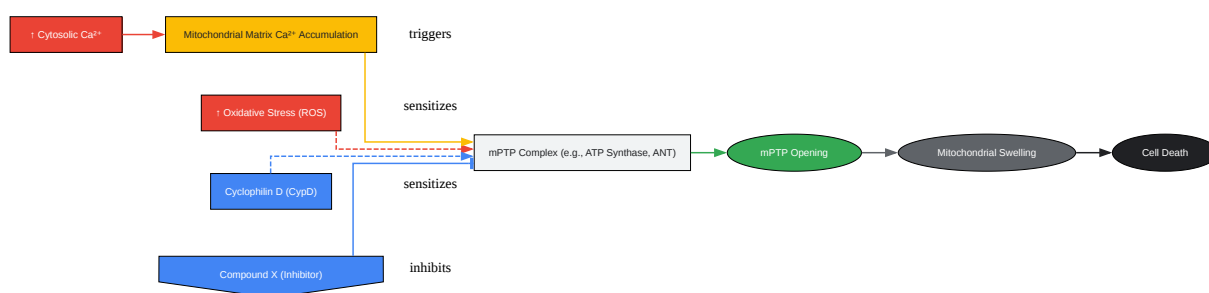 ↑ Cytosolic Ca²⁺
Mitochondrial Matrix Ca²⁺ Accumulation
triggers
↑ Oxidative Stress (ROS)
sensitizes
mPTP Complex (e.g., ATP Synthase, ANT)
mPTP Opening
Mitochondrial Swelling
Cell Death
Cyclophilin D (CypD)
sensitizes
Compound X (Inhibitor)
inhibits